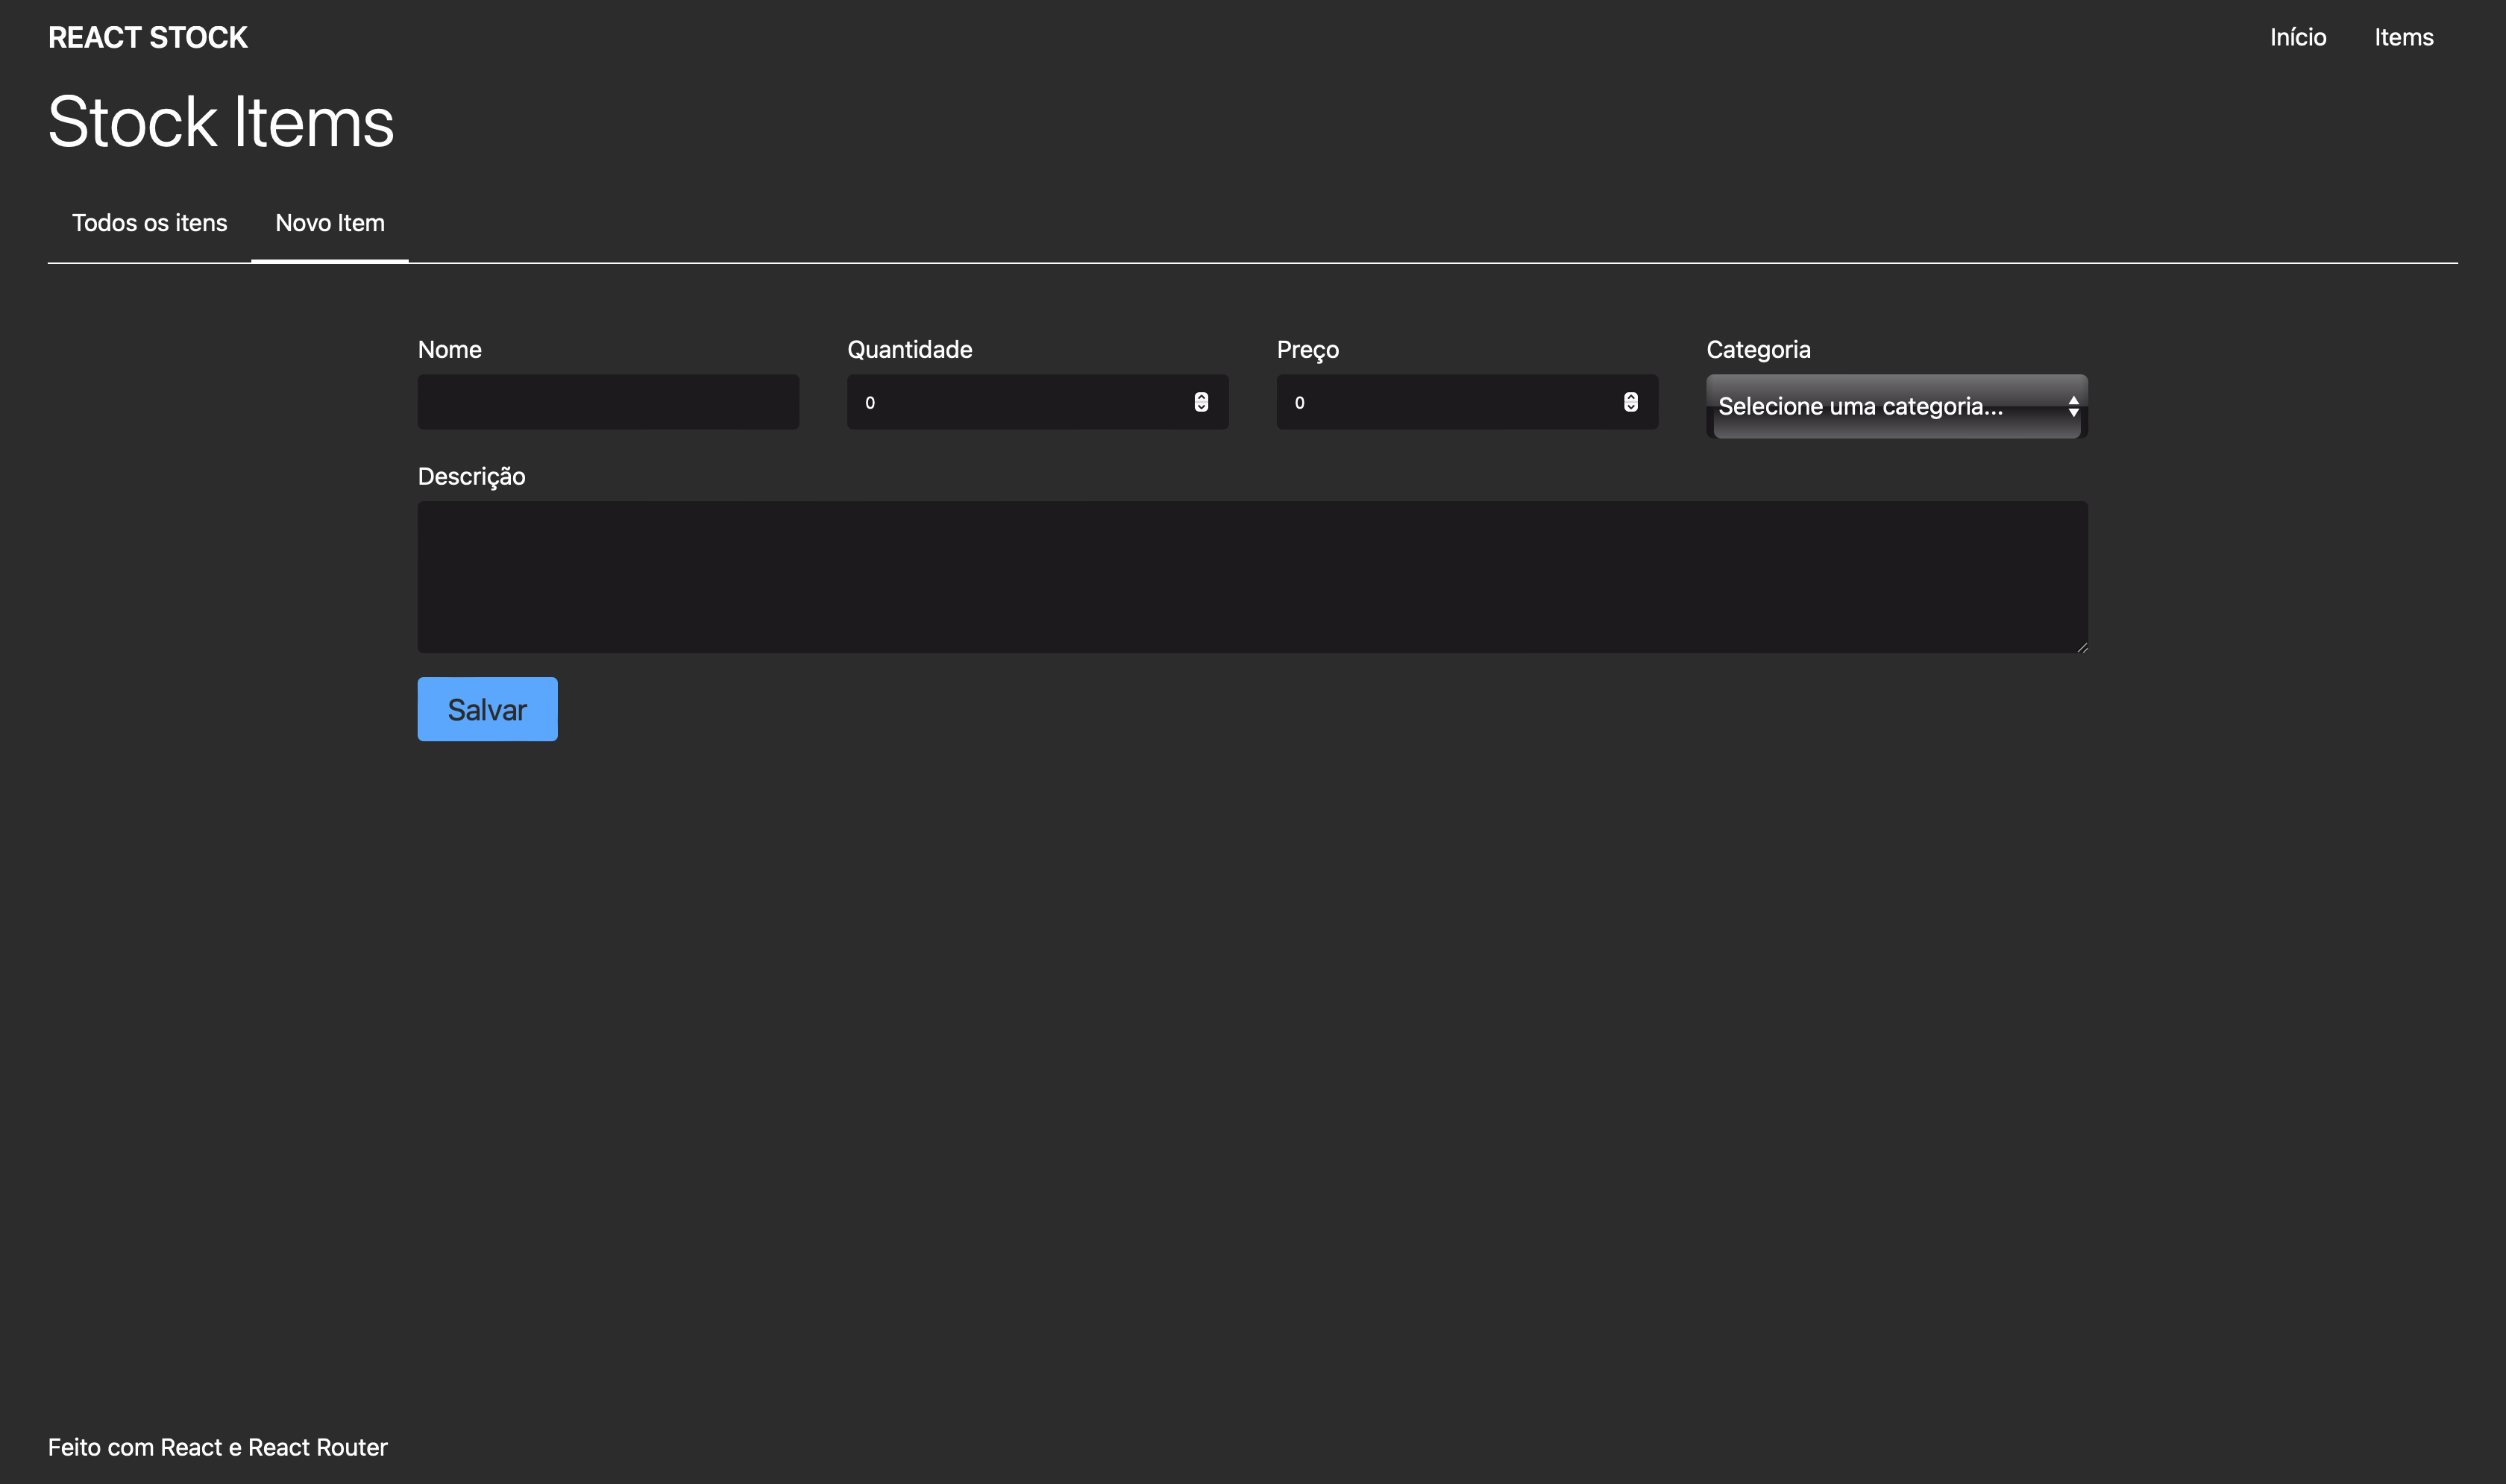 REACT STOCK
Início
Items
Stock Items
Todos os itens
Novo Item
Nome
Quantidade
Preço
Categoria
0
0
Selecione uma categoria...
Descrição
Salvar
Feito com React e React Router